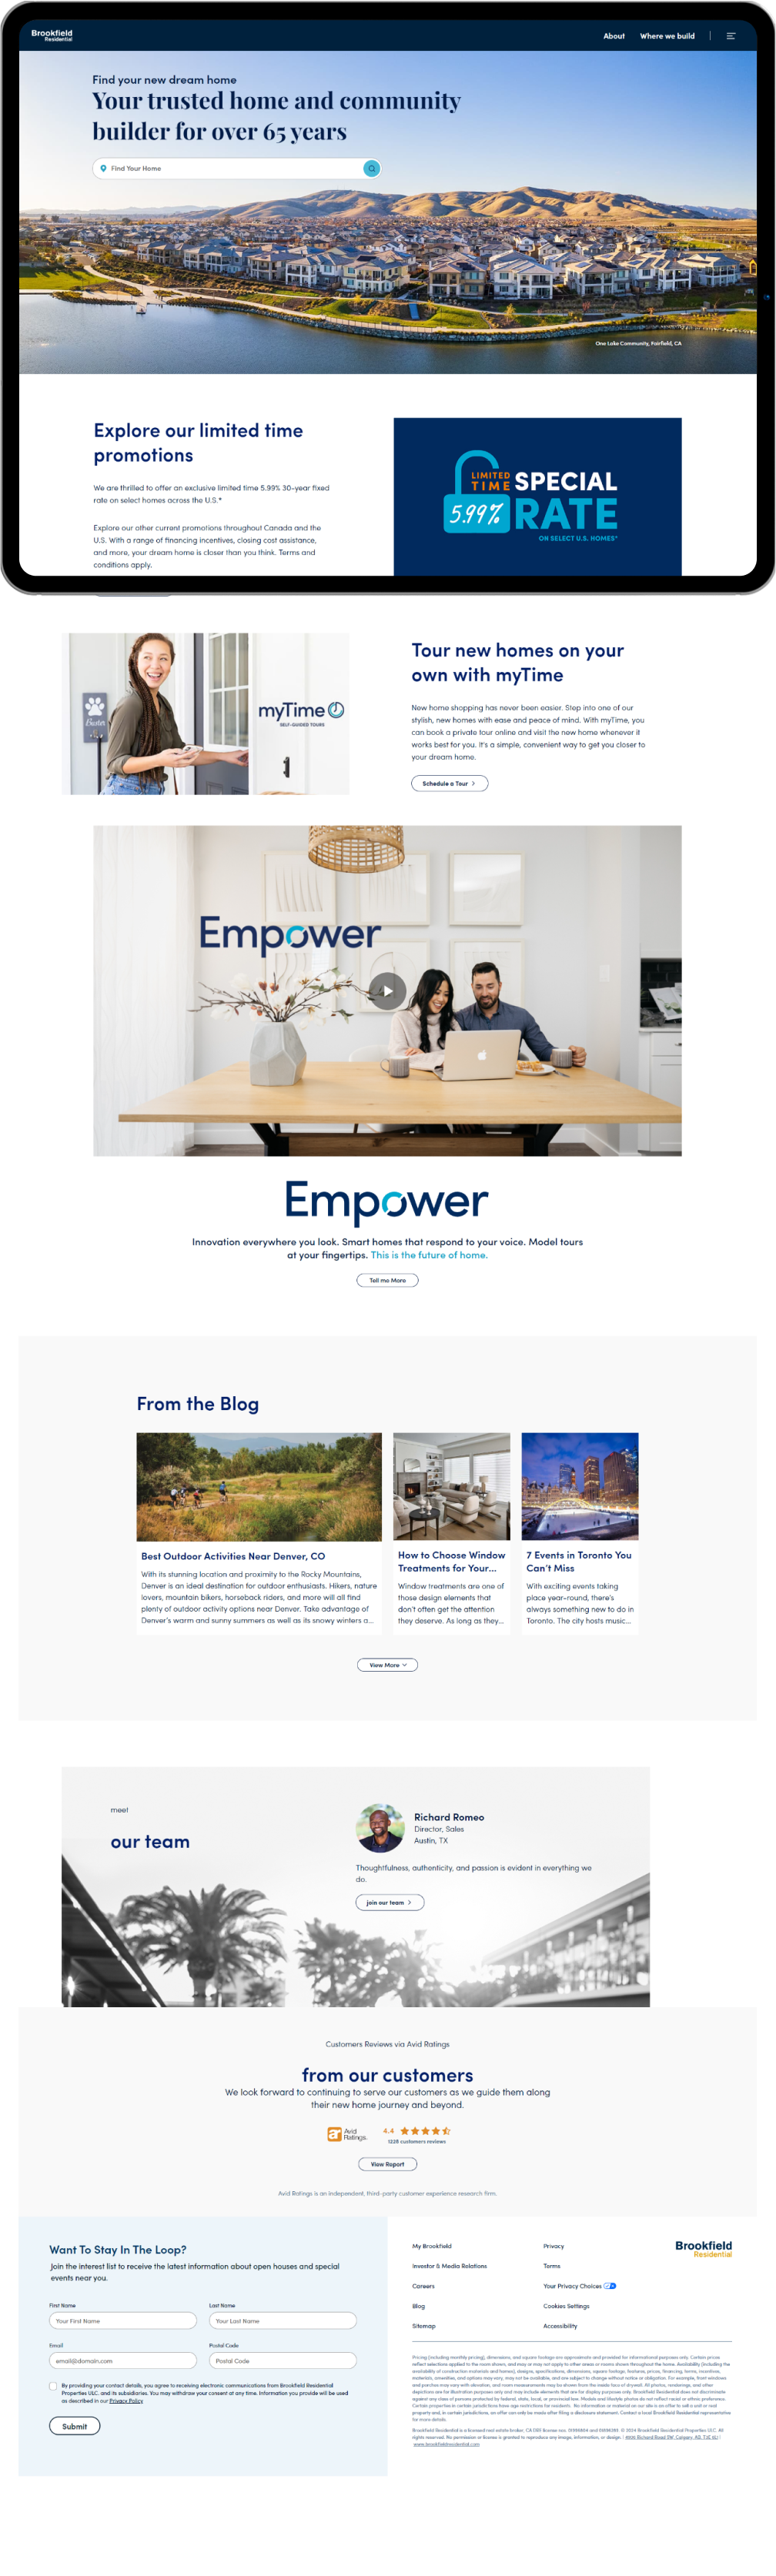 Brookfield
Residential
About
Where we build
Find your new dream home
Your trusted home and community
builder for over 65 years
Find Your Home
One Lake Community, Fairfield, CA
Explore our limited time
promotions
We are thrilled to offer an exclusive limited time 5.99% 30-year fixed
rate on select homes across the U.S.*
Explore our other current promotions throughout Canada and the
U.S. With a range of financing incentives, closing cost assistance,
and more, your dream home is closer than you think. Terms and
conditions apply.
LIMITED
TIME
SPECIAL
5.99%
RATE
ON SELECT U.S. HOMES*
Buster
myTime
SELF-GUIDED TOURS
Tour new homes on your
own with myTime
New home shopping has never been easier. Step into one of our
stylish, new homes with ease and peace of mind. With myTime, you
can book a private tour online and visit the new home whenever it
works best for you. It's a simple, convenient way to get you closer to
your dream home.
Schedule a Tour
Empower
Empower
Innovation everywhere you look. Smart homes that respond to your voice. Model tours
at your fingertips. This is the future of home.
Tell me More
From the Blog
Best Outdoor Activities Near Denver, CO
With its stunning location and proximity to the Rocky Mountains,
Denver is an ideal destination for outdoor enthusiasts. Hikers, nature
lovers, mountain bikers, horseback riders, and more will all find
plenty of outdoor activity options near Denver. Take advantage of
Denver's warm and sunny summers as well as its snowy winters a...
How to Choose Window
Treatments for Your...
Window treatments are one of
those design elements that
don't often get the attention
they deserve. As long as they...
7 Events in Toronto You
Can't Miss
With exciting events taking
place year-round, there's
always something new to do in
Toronto. The city hosts music...
View More
meet
our team
Richard Romeo
Director, Sales
Austin, TX
Thoughtfulness, authenticity, and passion is evident in everything we
do.
join our team
Customers Reviews via Avid Ratings
from our customers
We look forward to continuing to serve our customers as we guide them along
their new home journey and beyond.
ar
Avid
Ratings.
4.4
1228 customers reviews
View Report
Avid Ratings is an independent, third-party customer experience research firm.
Want To Stay In The Loop?
Join the interest list to receive the latest information about open houses and special
events near you.
First Name
Last Name
Your First Name
Your Last Name
Email
Postal Code
email@domain.com
Postal Code
By providing your contact details, you agree to receiving electronic communications from Brookfield Residential
Properties ULC, and its subsidiaries. You may withdraw your consent at any time. Information you provide will be used
as described in our Privacy Policy
Submit
My Brookfield
Investor & Media Relations
Careers
Blog
Sitemap
Privacy
Terms
Your Privacy Choices
Cookies Settings
Accessibility
Brookfield
Residential
Pricing (including monthly pricing), dimensions, and square footage are approximate and provided for informational purposes only. Certain prices
www.brookfieldresidential.com